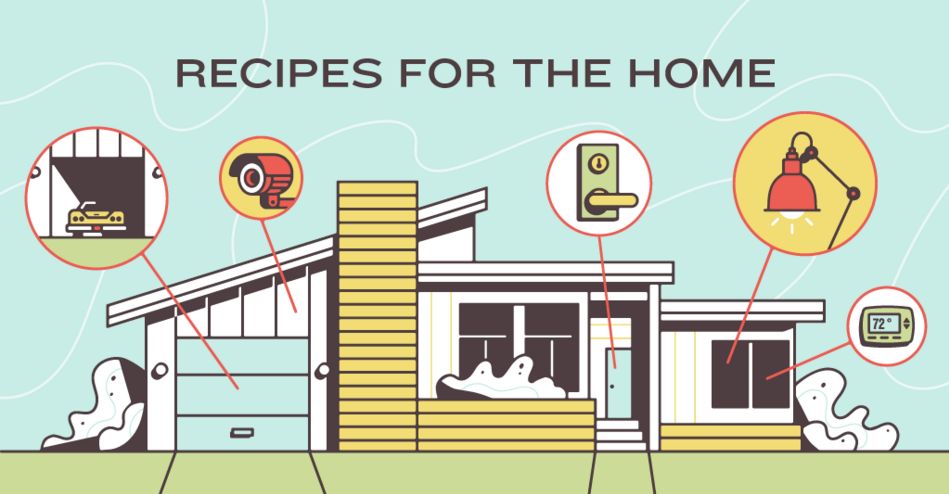 RECIPES FOR THE HOME
72°